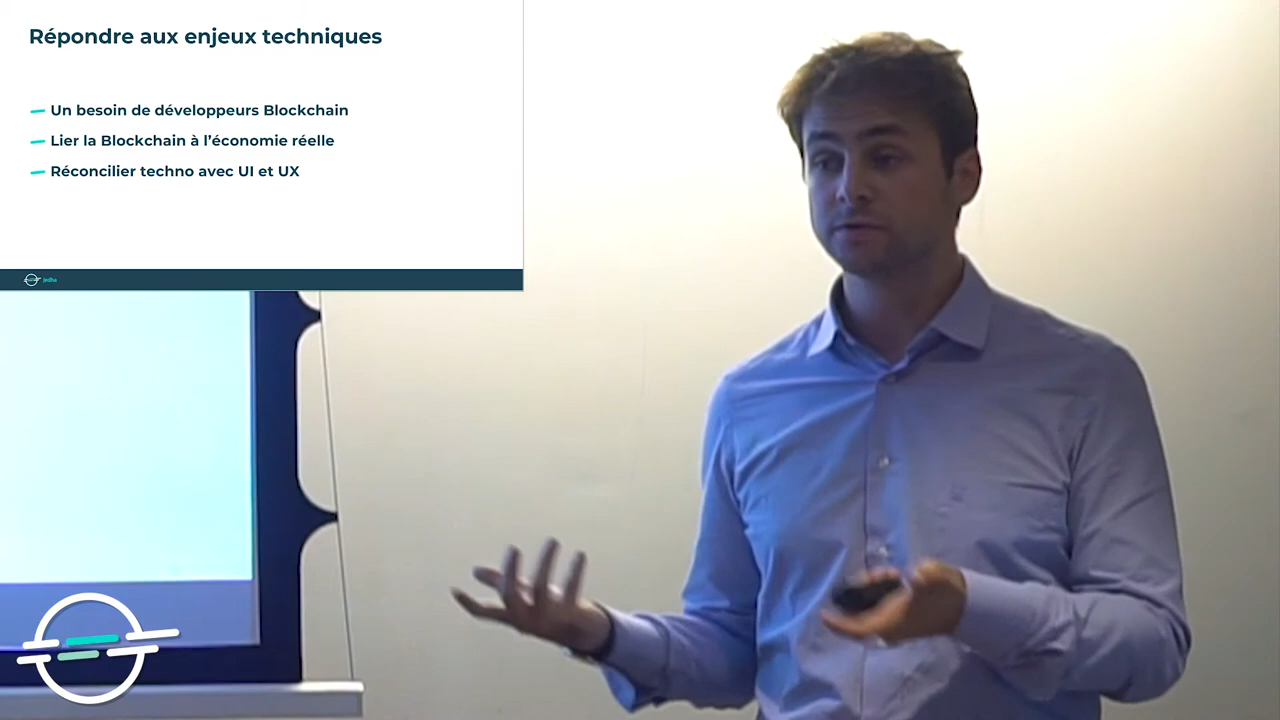 Répondre aux enjeux techniques
Un besoin de développeurs Blockchain
Lier la Blockchain à l'économie réelle
Réconcilier techno avec UI et UX
jedha